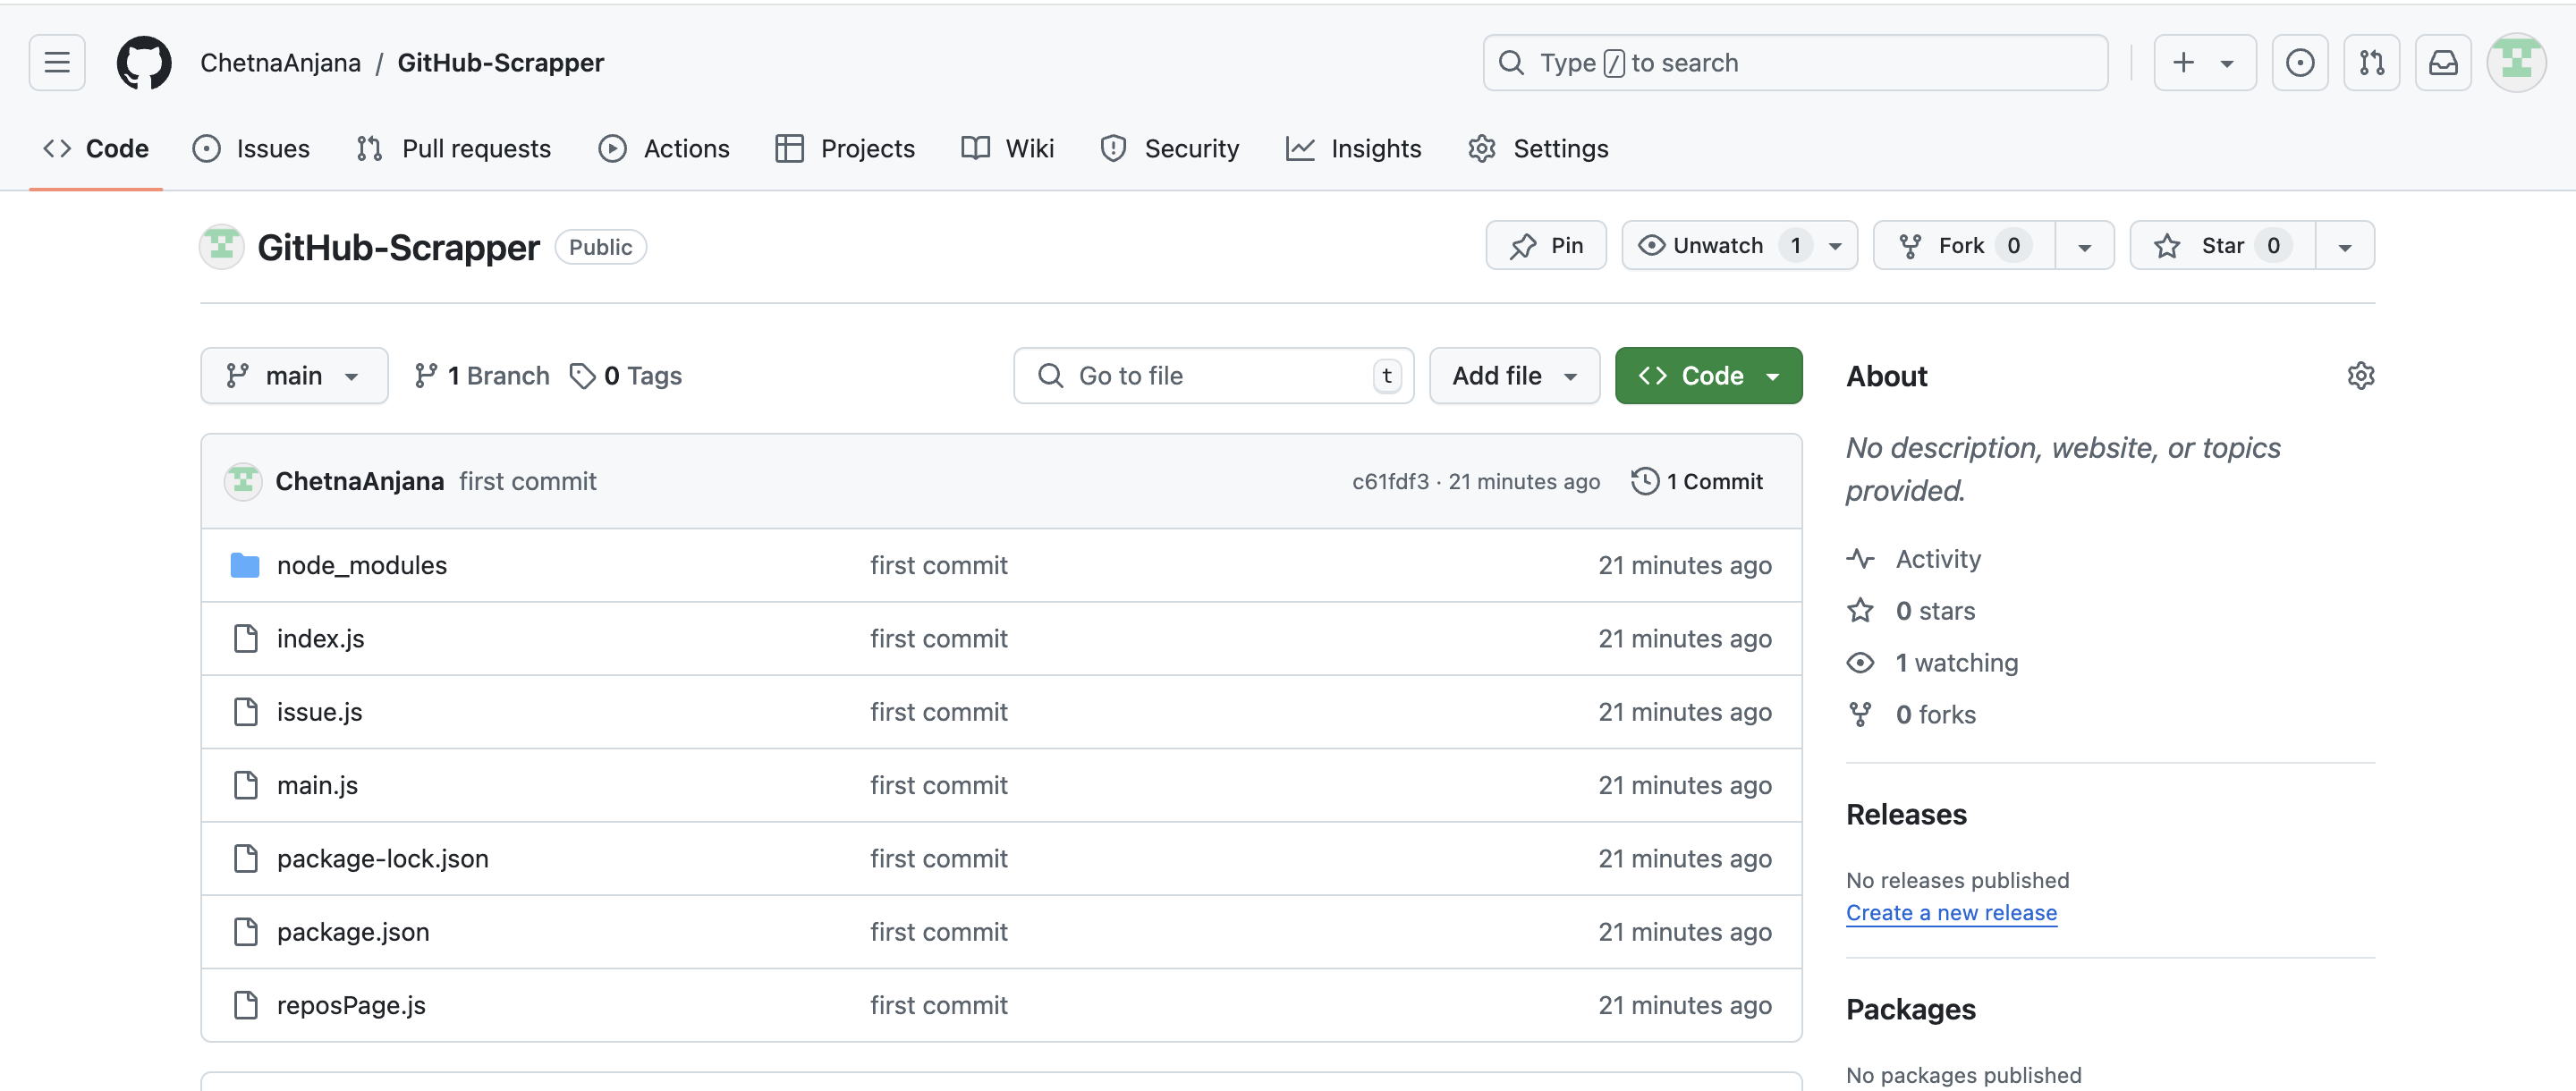 ChetnaAnjana / GitHub-Scrapper
Type / to search
Code Issues Pull requests Actions Projects Wiki Security Insights Settings
GitHub-Scrapper Public
Pin Unwatch 1 Fork 0 Star 0
main 1 Branch 0 Tags Go to file t Add file Code
About
No description, website, or topics
provided.
Activity
0 stars
1 watching
0 forks
Releases
No releases published
Create a new release
Packages
No packages published
ChetnaAnjana first commit c61fdf3 · 21 minutes ago 1 Commit
node_modules first commit 21 minutes ago
index.js first commit 21 minutes ago
issue.js first commit 21 minutes ago
main.js first commit 21 minutes ago
package-lock.json first commit 21 minutes ago
package.json first commit 21 minutes ago
reposPage.js first commit 21 minutes ago